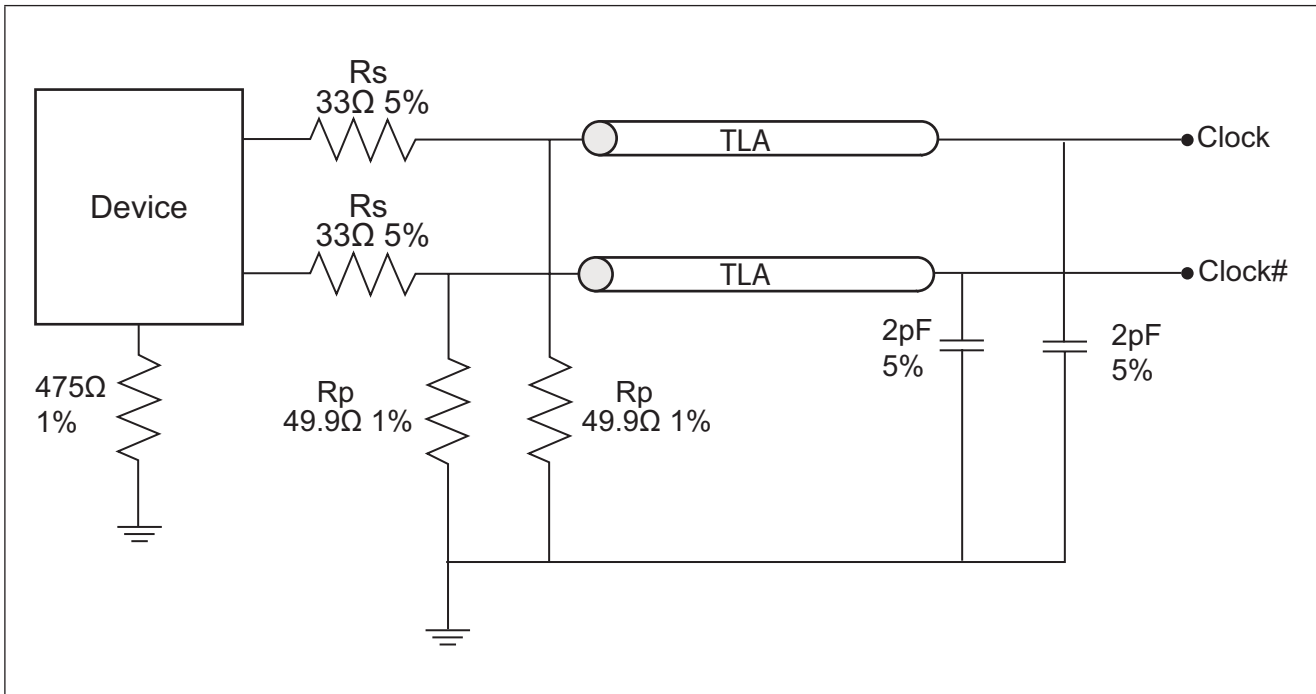 Rs
33Ω 5%
TLA
Clock
Device
Rs
33Ω 5%
TLA
Clock#
475Ω
1%
Rp
49.9Ω 1%
Rp
49.9Ω 1%
2pF
5%
2pF
5%